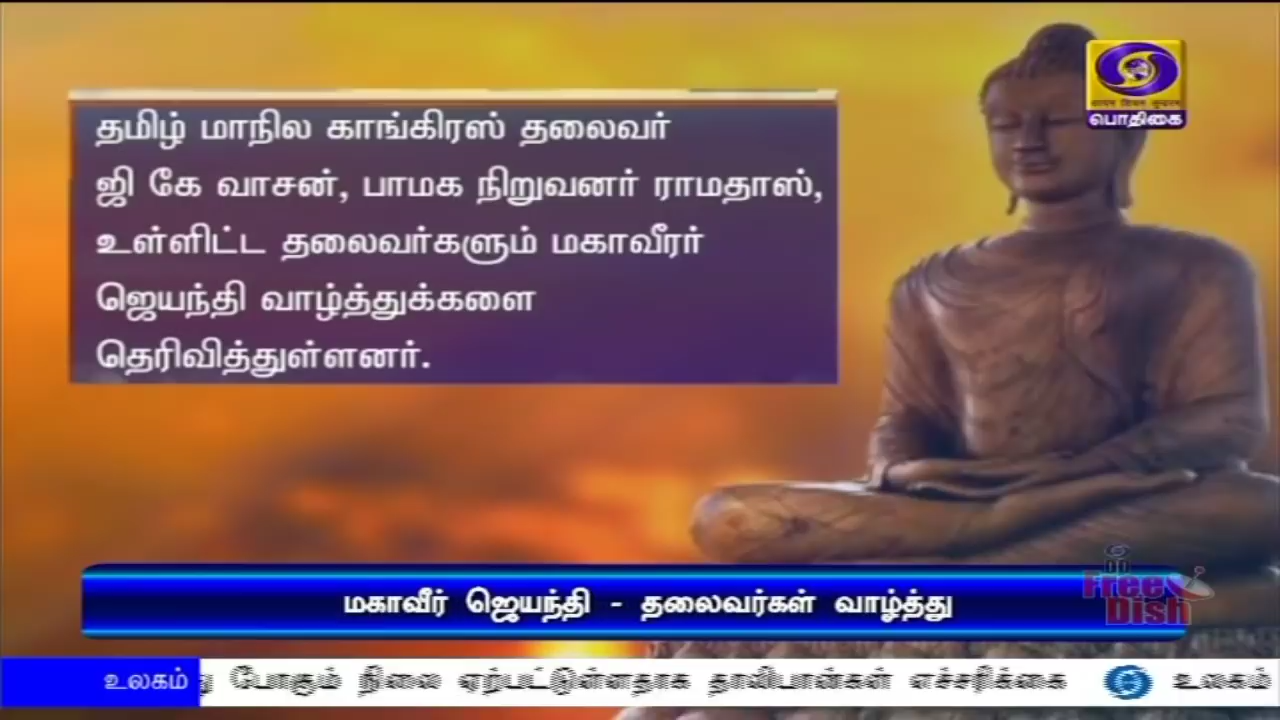 தமிழ் மாநில காங்கிரஸ் தலைவர்
ஜி கே வாசன், பாமக நிறுவனர் ராமதாஸ்,
உள்ளிட்ட தலைவர்களும் மகாவீரர்
ஜெயந்தி வாழ்த்துக்களை
தெரிவித்துள்ளனர்.
பொதிகை
மகாவீர் ஜெயந்தி - தலைவர்கள் வாழ்த்து
DD
Free
Dish
உலகம் போகும் நிலை ஏற்பட்டுள்ளதாக தாலிபான்கள் எச்சரிக்கை உலகம்